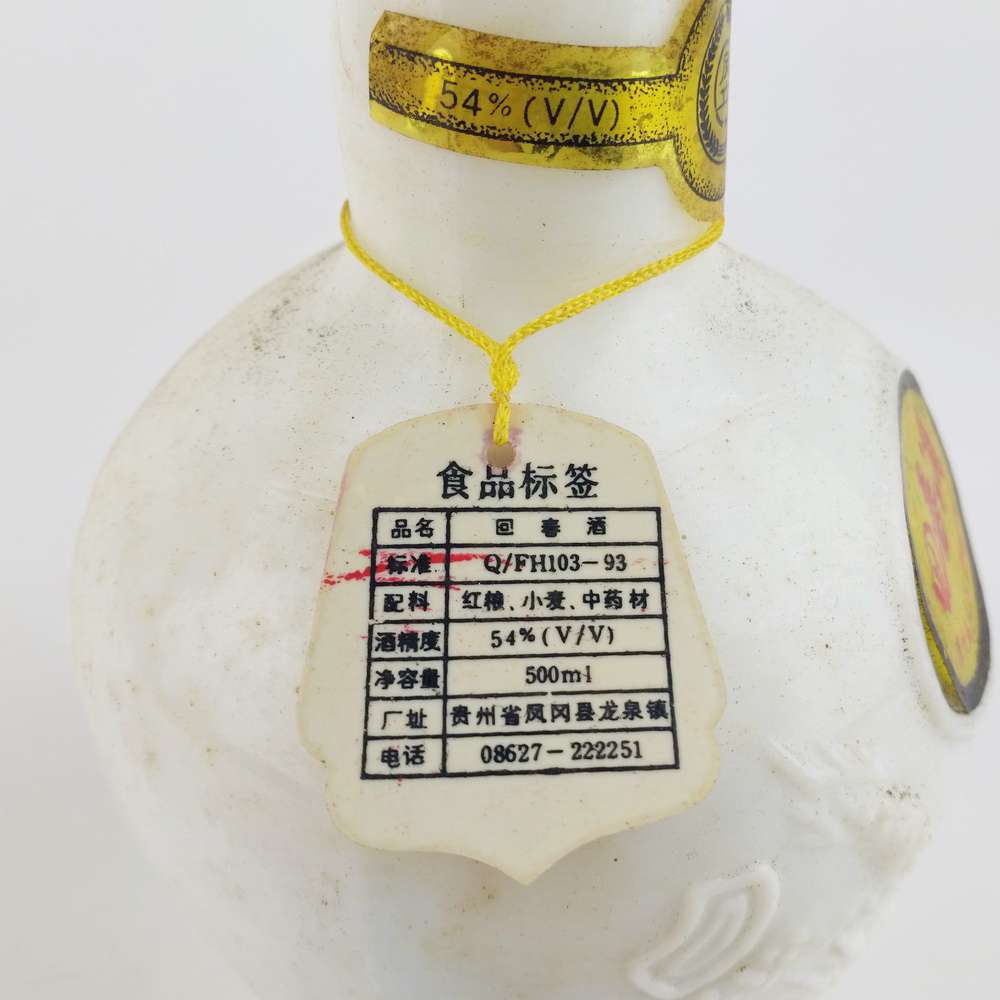 54% (V/V)
食品标签
品名 回春酒
标准 Q/FH103-93
配料 红粮、小麦、中药材
酒精度 54% (V/V)
净容量 500ml
厂址 贵州省凤冈县龙泉镇
电话 08627-222251